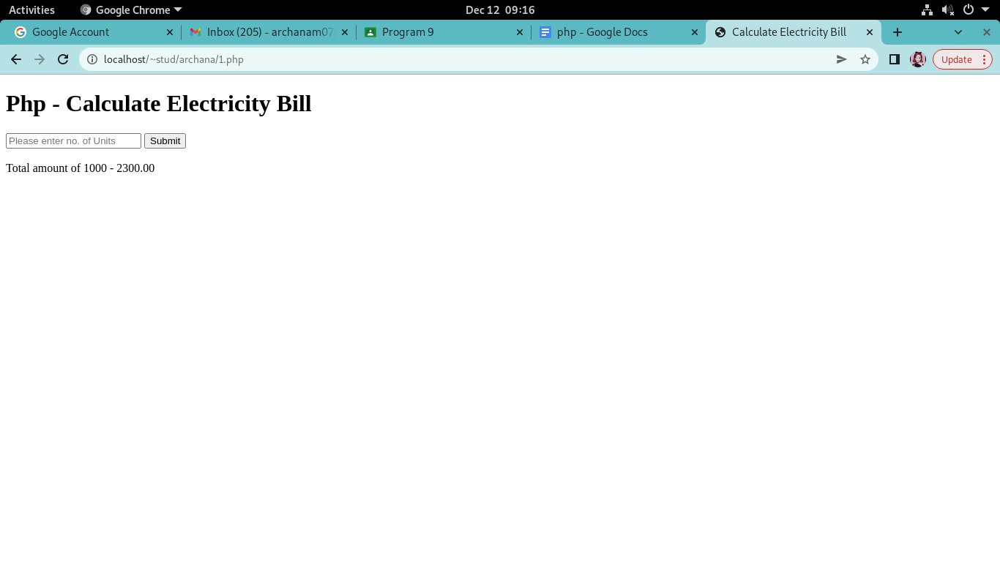 Activities Google Chrome Dec 12 09:16
Google Account Inbox (205) - archanam07 Program 9 php - Google Docs Calculate Electricity Bill
localhost/~stud/archana/1.php Update
Php - Calculate Electricity Bill
Please enter no. of Units Submit
Total amount of 1000 - 2300.00